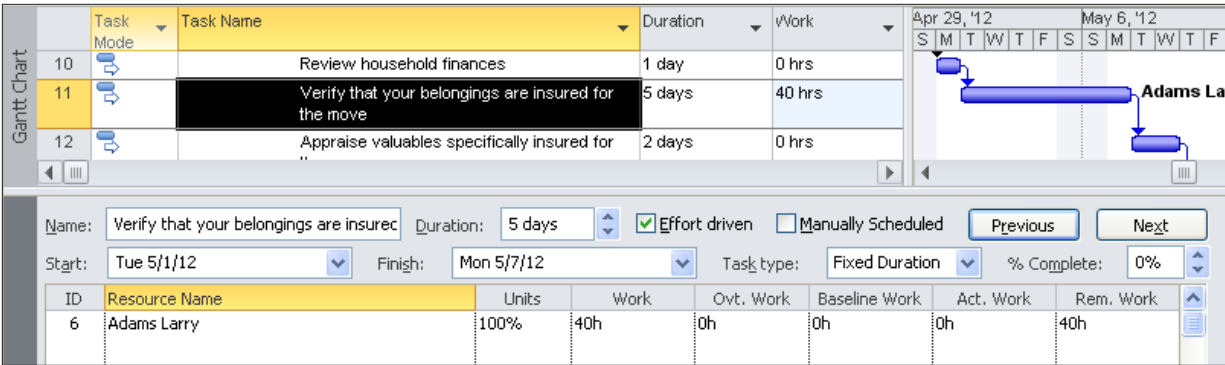 Gantt Chart
Task Mode Task Name Duration Work Apr 29, '12 May 6, '12
S M T W T F S S M T W T F
10 Review household finances 1 day 0 hrs
11 Verify that your belongings are insured for 5 days 40 hrs Adams La
the move
12 Appraise valuables specifically insured for 2 days 0 hrs
Name: Verify that your belongings are insured Duration: 5 days Effort driven Manually Scheduled Previous Next
Start: Tue 5/1/12 Finish: Mon 5/7/12 Task type: Fixed Duration % Complete: 0%
ID Resource Name Units Work Ovt. Work Baseline Work Act. Work Rem. Work
6 Adams Larry 100% 40h 0h 0h 0h 40h